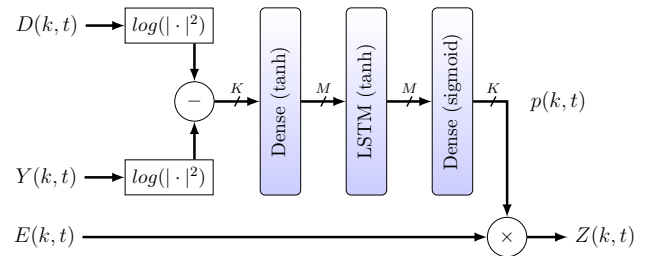 D(k, t)
log(| · |²)
−
K
Dense (tanh)
M
LSTM (tanh)
M
Dense (sigmoid)
K
p(k, t)
Y(k, t)
log(| · |²)
E(k, t)
×
Z(k, t)